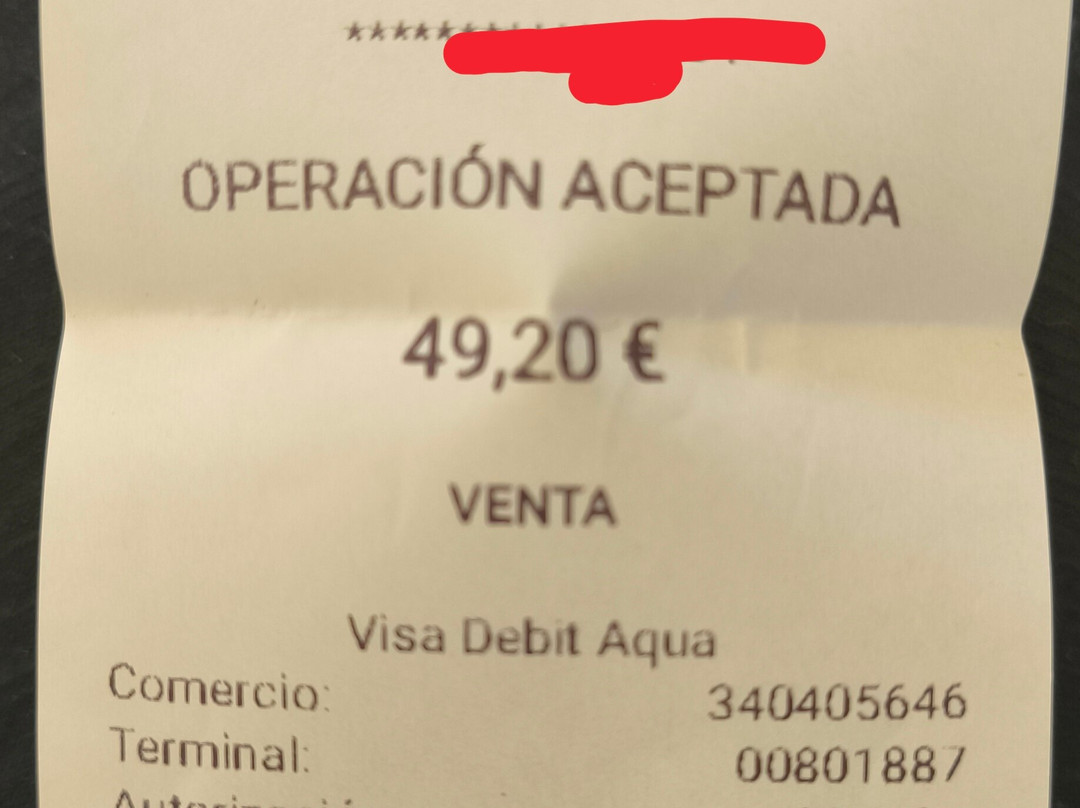 *******
OPERACIÓN ACEPTADA
49,20 €
VENTA
Visa Debit Aqua
Comercio: 340405646
Terminal: 00801887